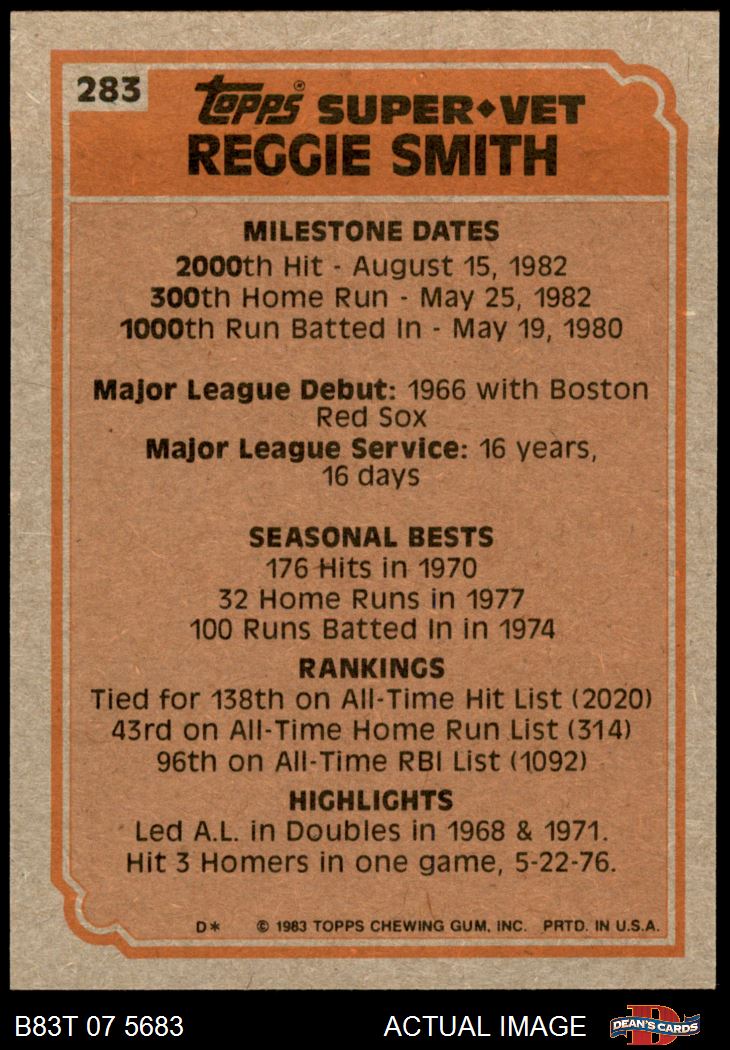 283
Topps SUPER◆VET
REGGIE SMITH
MILESTONE DATES
2000th Hit - August 15, 1982
300th Home Run - May 25, 1982
1000th Run Batted In - May 19, 1980
Major League Debut: 1966 with Boston
Red Sox
Major League Service: 16 years,
16 days
SEASONAL BESTS
176 Hits in 1970
32 Home Runs in 1977
100 Runs Batted In in 1974
RANKINGS
Tied for 138th on All-Time Hit List (2020)
43rd on All-Time Home Run List (314)
96th on All-Time RBI List (1092)
HIGHLIGHTS
Led A.L. in Doubles in 1968 & 1971.
Hit 3 Homers in one game, 5-22-76.
D* © 1983 TOPPS CHEWING GUM, INC. PRTD. IN U.S.A.
B83T 07 5683 ACTUAL IMAGE D DEAN'S CARDS